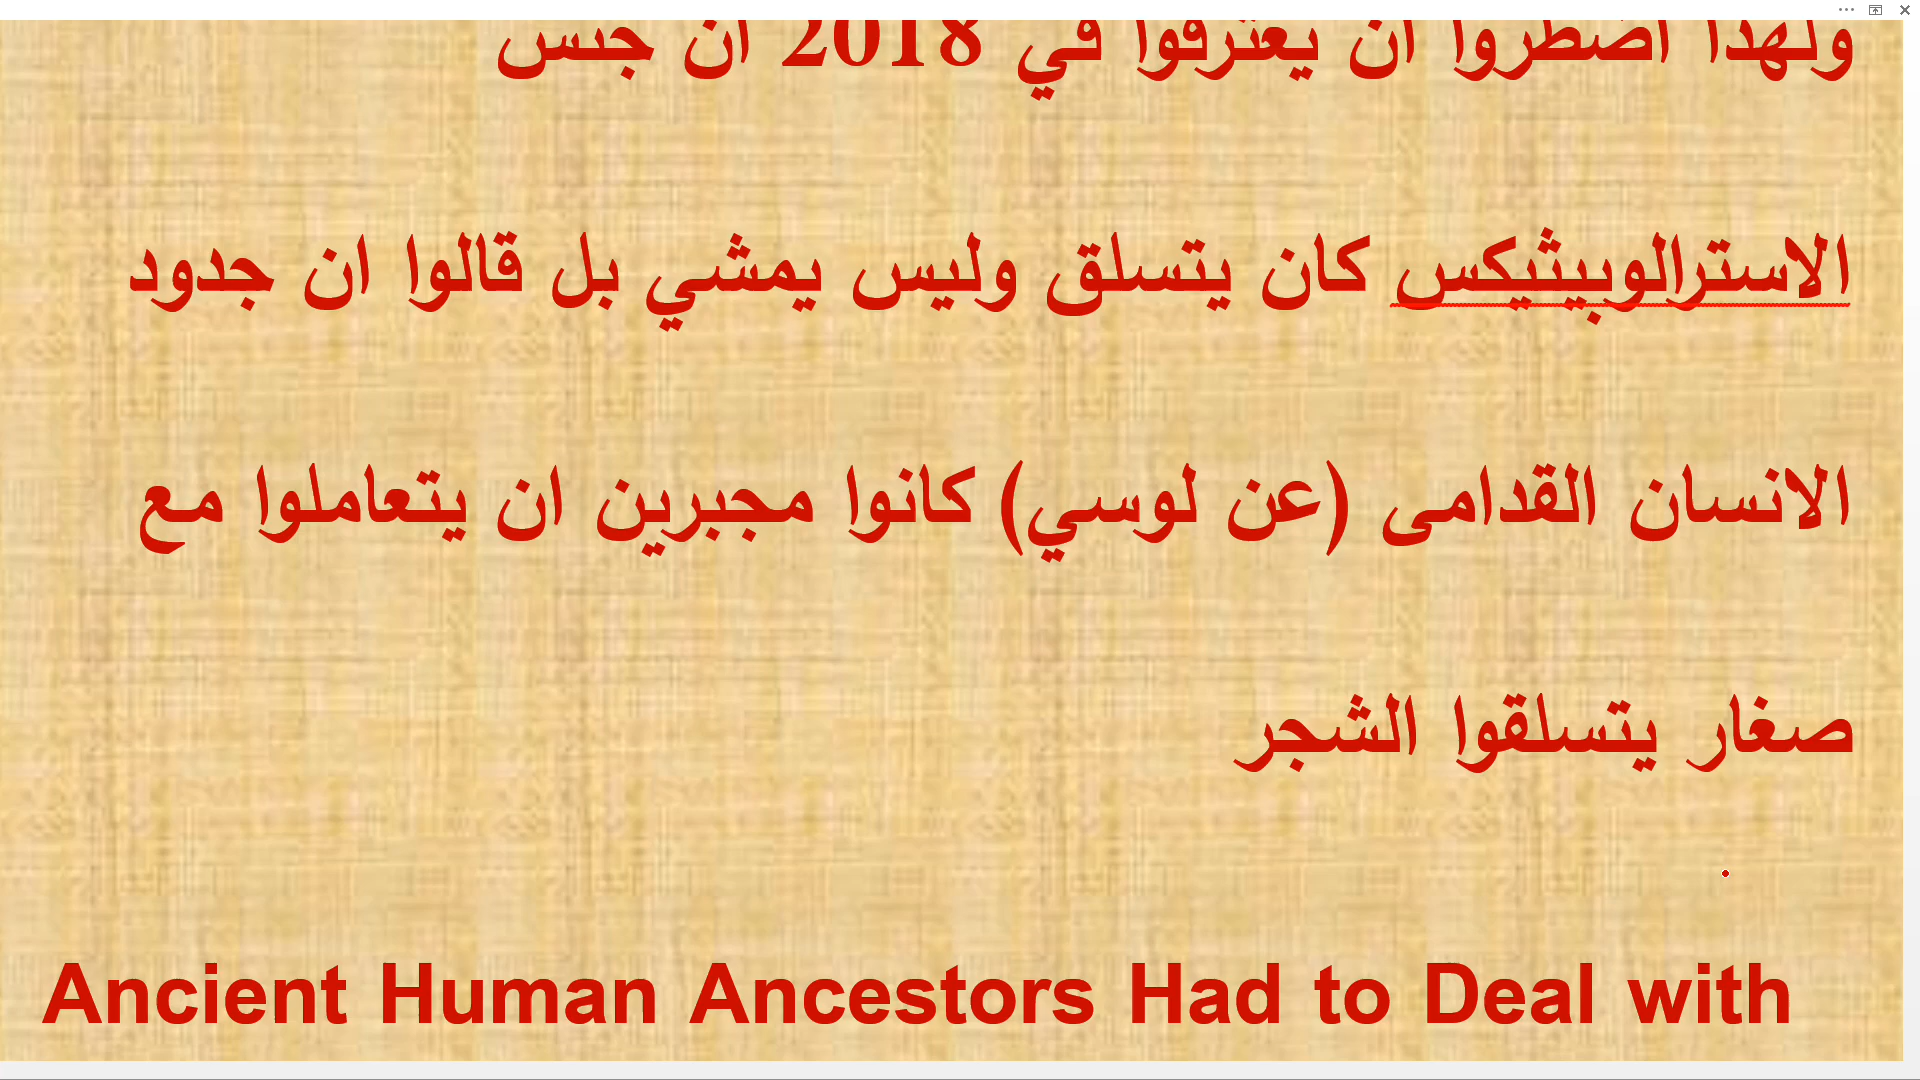 ولهذا اضطروا ان يعترفوا في 2018 ان جنس
الاسترالوبيثيكس كان يتسلق وليس يمشي بل قالوا ان جدود
الانسان القدامى (عن لوسي) كانوا مجبرين ان يتعاملوا مع
صغار يتسلقوا الشجر
Ancient Human Ancestors Had to Deal with